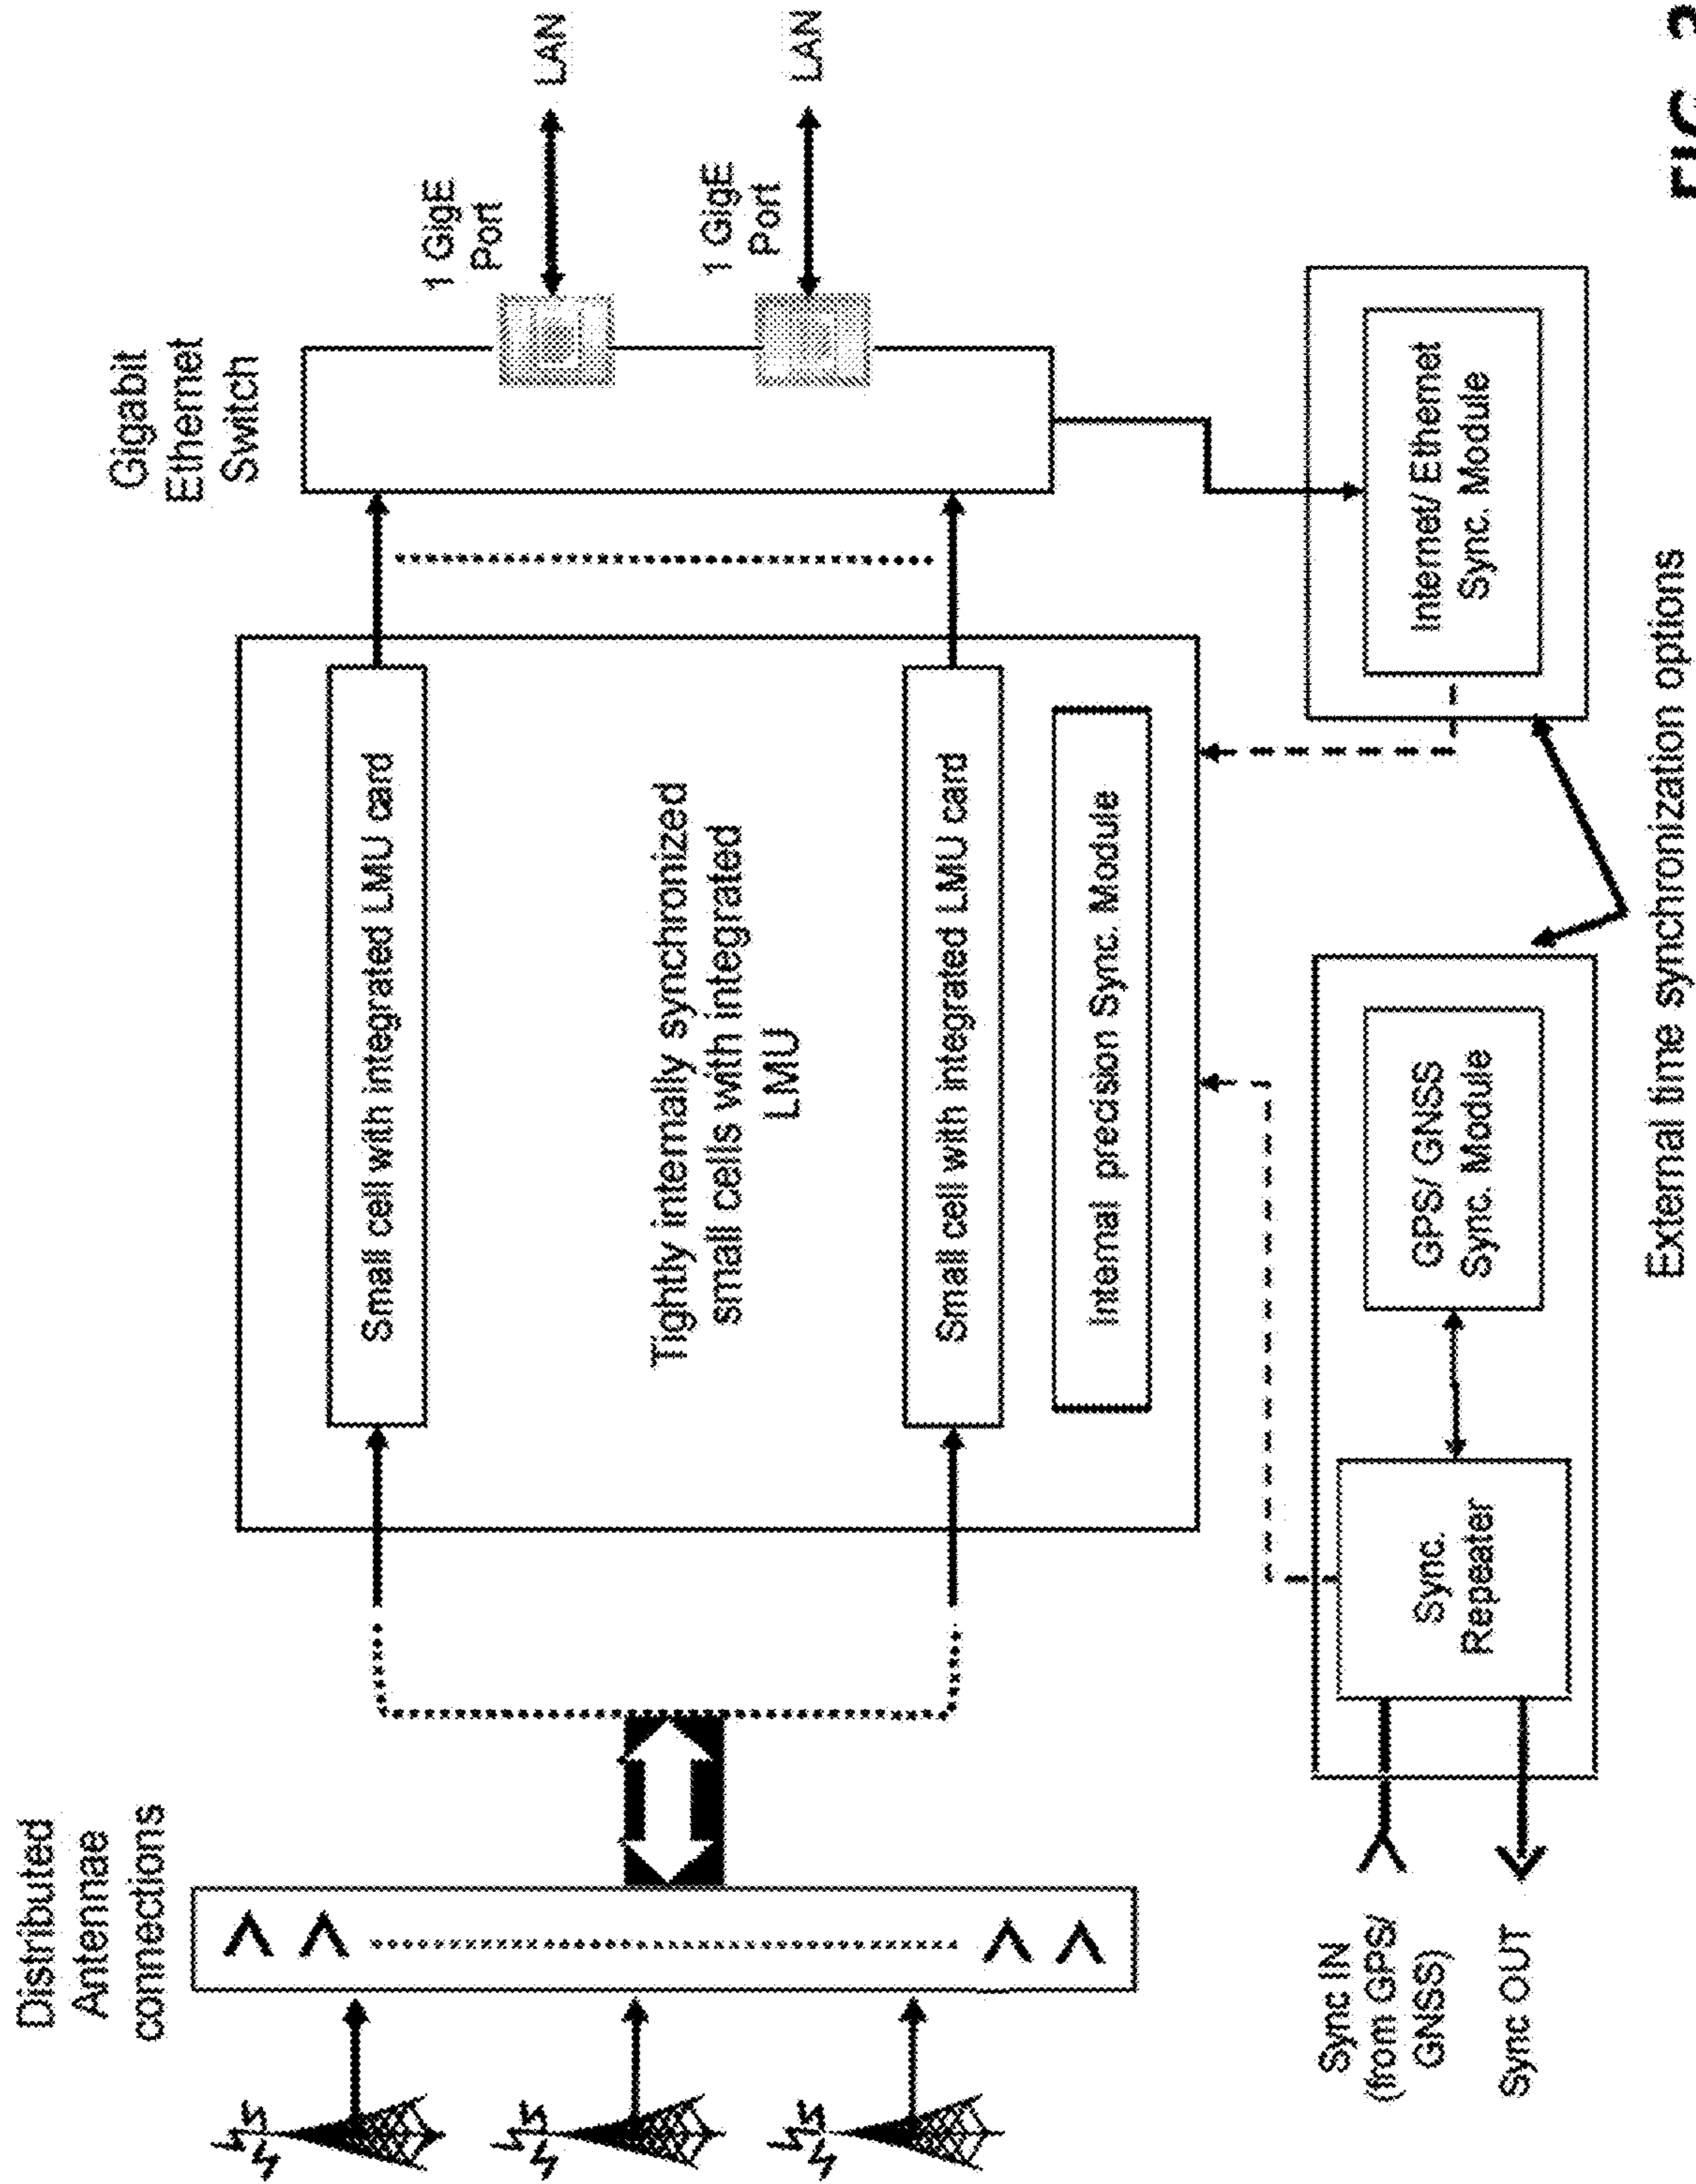 Distributed
Antennae
connections
Gigabit
Ethernet
Switch
Small cell with integrated LMU card
1 GigE
Port
LAN
Tightly internally synchronized
small cells with integrated
LMU
1 GigE
Port
LAN
Small cell with integrated LMU card
Internal precision Sync. Module
Sync IN
(from GPS/
GNSS)
Sync OUT
Sync.
Repeater
GPS/ GNSS
Sync. Module
Internet/ Ethernet
Sync. Module
External time synchronization options
FIG.